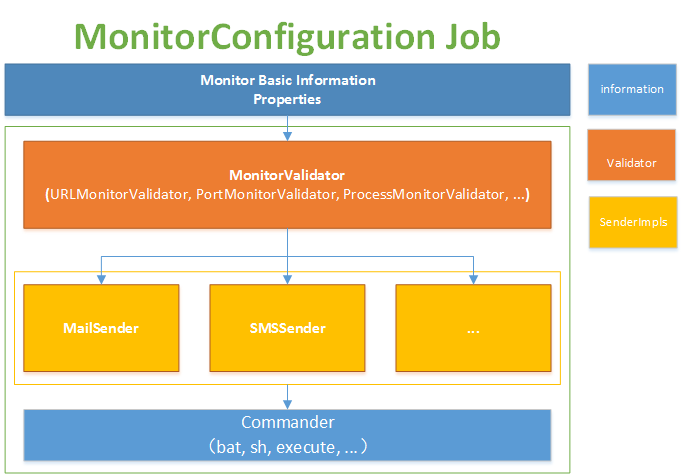 MonitorConfiguration Job
Monitor Basic Information
Properties
information
MonitorValidator
(URLMonitorValidator, PortMonitorValidator, ProcessMonitorValidator, ...)
Validator
SenderImpls
MailSender
SMSSender
...
Commander
（bat, sh, execute, ...）